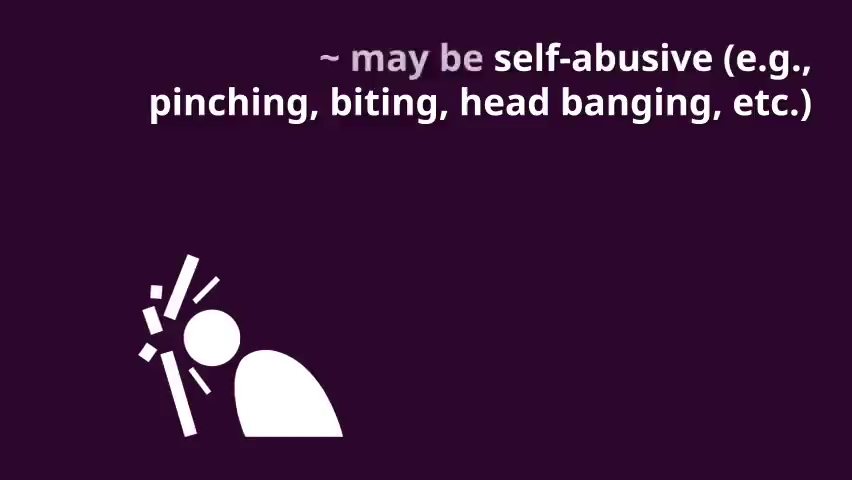 ~ may be self-abusive (e.g.,
pinching, biting, head banging, etc.)